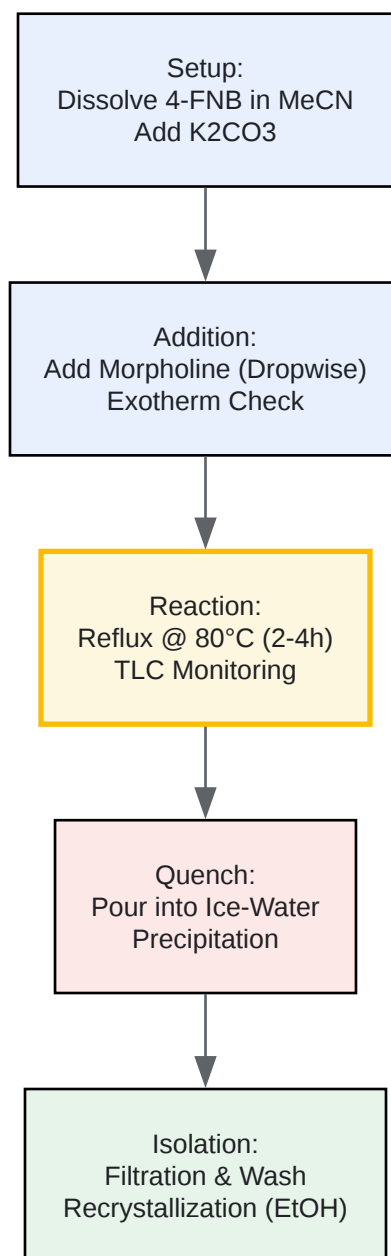 Setup:
Dissolve 4-FNB in MeCN
Add K2CO3
Addition:
Add Morpholine (Dropwise)
Exotherm Check
Reaction:
Reflux @ 80°C (2-4h)
TLC Monitoring
Quench:
Pour into Ice-Water
Precipitation
Isolation:
Filtration & Wash
Recrystallization (EtOH)